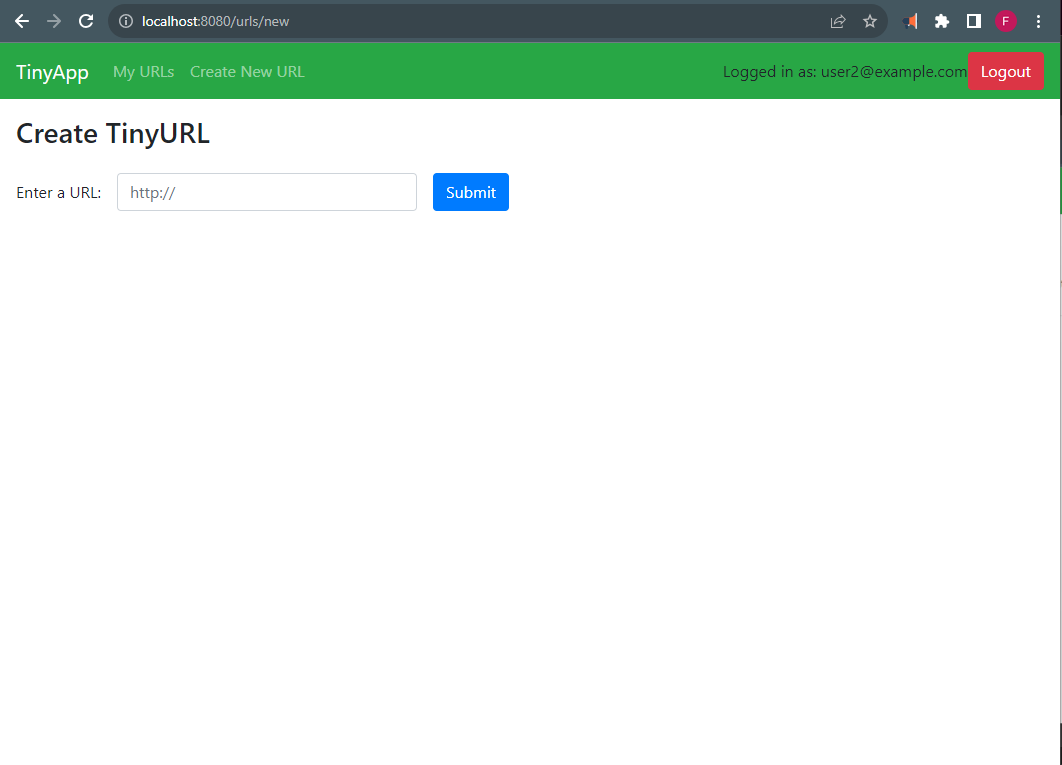 localhost:8080/urls/new
F
TinyApp My URLs Create New URL Logged in as: user2@example.com Logout
Create TinyURL
Enter a URL: http:// Submit